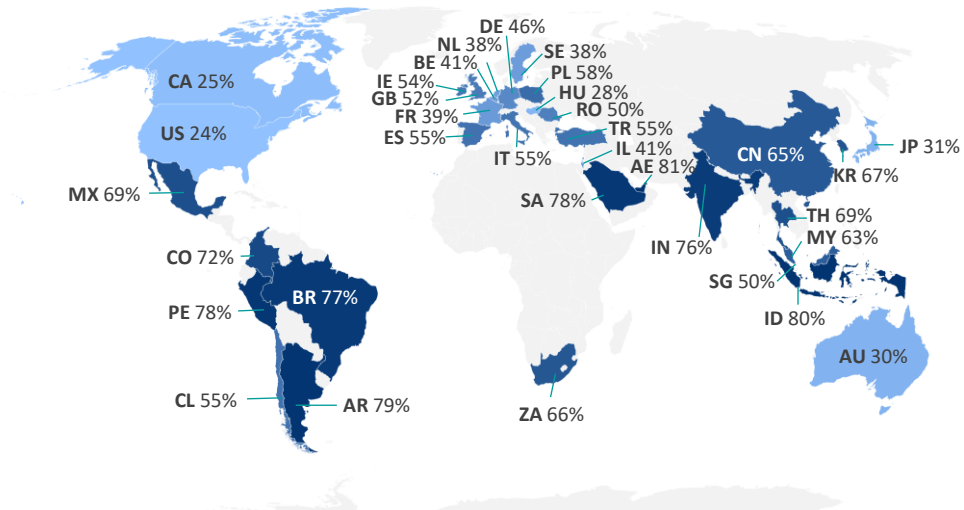 DE 46%
NL 38%
SE 38%
BE 41%
PL 58%
CA 25%
IE 54%
HU 28%
GB 52%
RO 50%
FR 39%
US 24%
TR 55%
ES 55%
JP 31%
IL 41%
IT 55%
CN 65%
AE 81%
KR 67%
MX 69%
SA 78%
TH 69%
MY 63%
IN 76%
CO 72%
SG 50%
BR 77%
PE 78%
ID 80%
AU 30%
CL 55%
AR 79%
ZA 66%